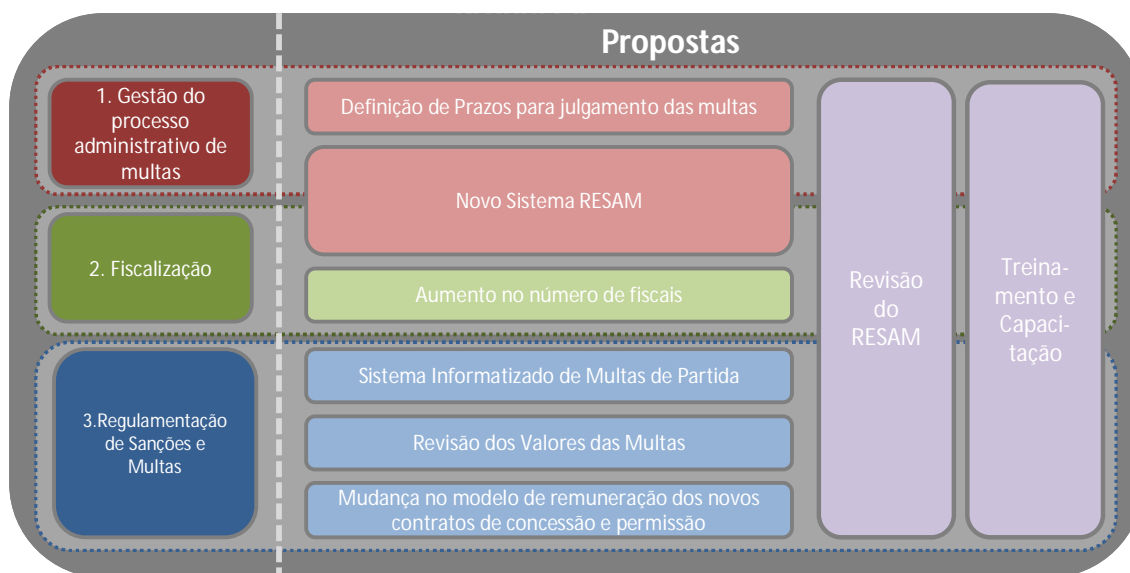 Propostas
1. Gestão do
processo
administrativo de
multas
Definição de Prazos para julgamento das multas
Novo Sistema RESAM
2. Fiscalização
Aumento no número de fiscais
3.Regulamentação
de Sanções e
Multas
Sistema Informatizado de Multas de Partida
Revisão dos Valores das Multas
Mudança no modelo de remuneração dos novos
contratos de concessão e permissão
Revisão
do
RESAM
Treina-
mento e
Capaci-
tação